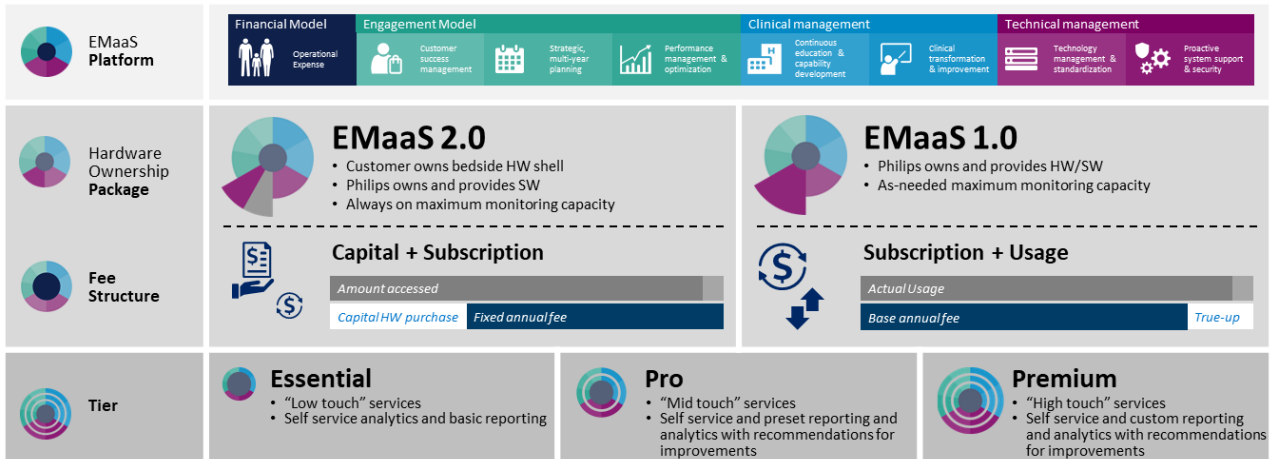 EMaaS
Platform
Financial Model
Engagement Model
Clinical management
Technical management
Operational
Expense
Customer
success
management
Strategic,
multi-year
planning
Performance
management &
optimization
H
Continuous
education &
capability
development
Clinical
transformation
& improvement
Technology
management &
standardization
Proactive
system support
& security
Hardware
Ownership
Package
EMaaS 2.0
• Customer owns bedside HW shell
• Philips owns and provides SW
• Always on maximum monitoring capacity
EMaaS 1.0
• Philips owns and provides HW/SW
• As-needed maximum monitoring capacity
Fee
Structure
$
$
Capital + Subscription
Amount accessed
Capital HW purchase
Fixed annual fee
$
Subscription + Usage
Actual Usage
Base annual fee
True-up
Tier
Essential
• “Low touch” services
• Self service analytics and basic reporting
Pro
• “Mid touch” services
• Self service and preset reporting and
analytics with recommendations for
improvements
Premium
• “High touch” services
• Self service and custom reporting
and analytics with recommendations
for improvements